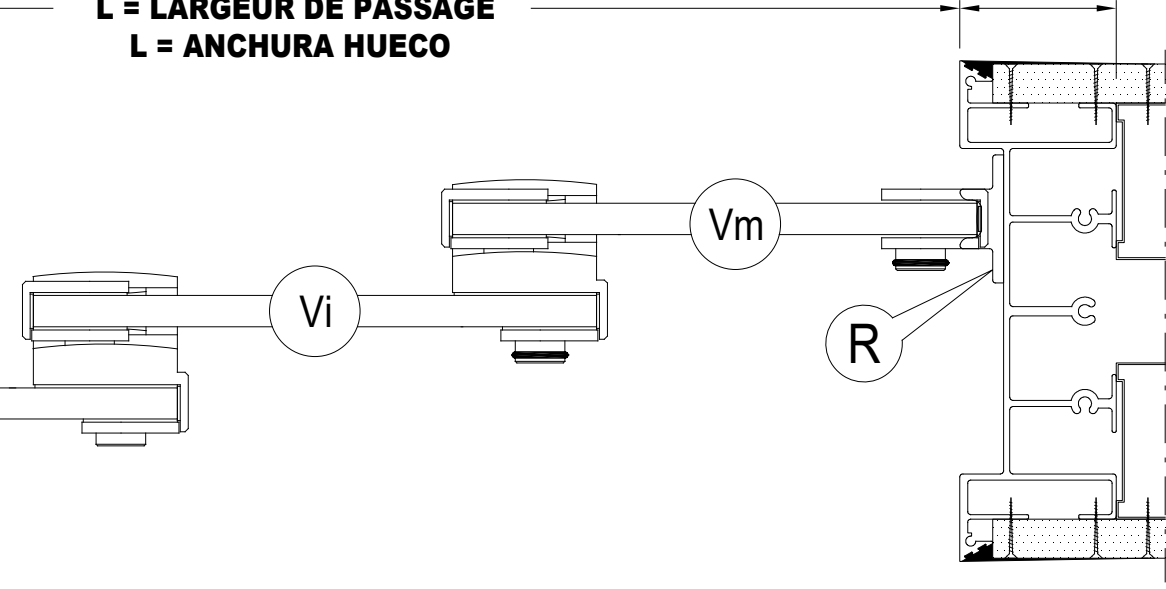 L = LARGEUR DE PASSAGE
L = ANCHURA HUECO
Vm
Vi
R